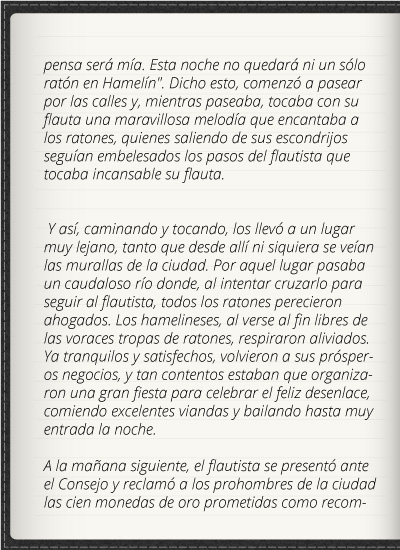 pensa será mía. Esta noche no quedará ni un sólo
ratón en Hamelín". Dicho esto, comenzó a pasear
por las calles y, mientras paseaba, tocaba con su
flauta una maravillosa melodía que encantaba a
los ratones, quienes saliendo de sus escondrijos
seguían embelesados los pasos del flautista que
tocaba incansable su flauta.
Y así, caminando y tocando, los llevó a un lugar
muy lejano, tanto que desde allí ni siquiera se veían
las murallas de la ciudad. Por aquel lugar pasaba
un caudaloso río donde, al intentar cruzarlo para
seguir al flautista, todos los ratones perecieron
ahogados. Los hamelineses, al verse al fin libres de
las voraces tropas de ratones, respiraron aliviados.
Ya tranquilos y satisfechos, volvieron a sus prósper-
os negocios, y tan contentos estaban que organiza-
ron una gran fiesta para celebrar el feliz desenlace,
comiendo excelentes viandas y bailando hasta muy
entrada la noche.
A la mañana siguiente, el flautista se presentó ante
el Consejo y reclamó a los prohombres de la ciudad
las cien monedas de oro prometidas como recom-